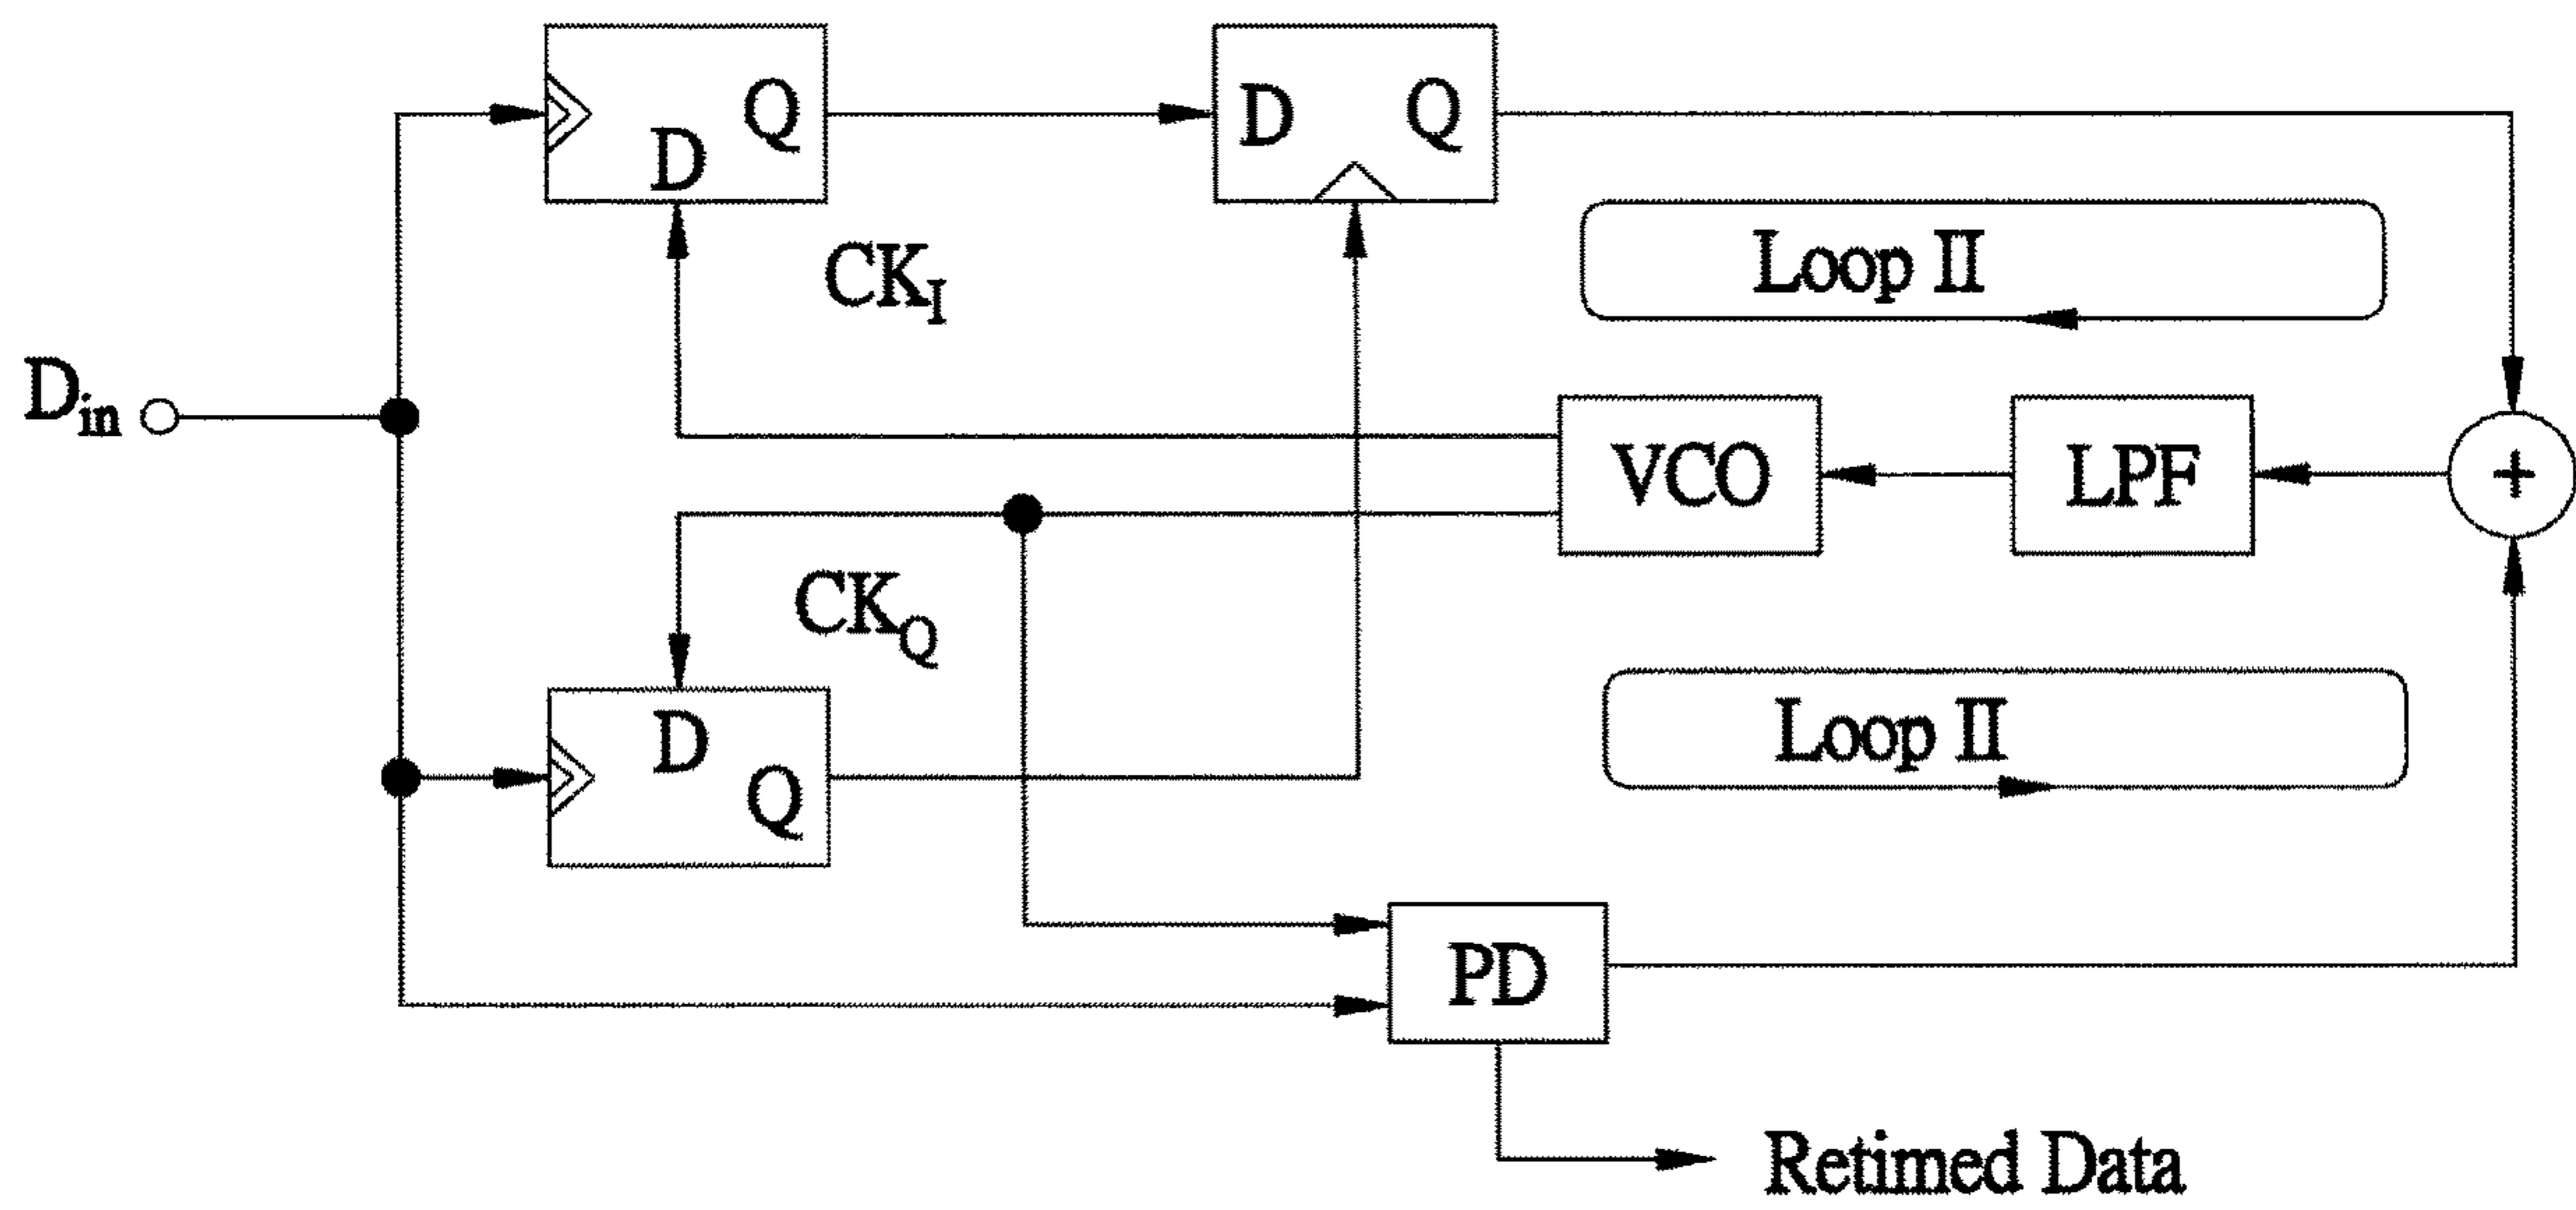 Q
D
D Q
CK_I
Loop II
D_in
VCO
LPF
+
CK_Q
D
Q
Loop II
PD
Retimed Data